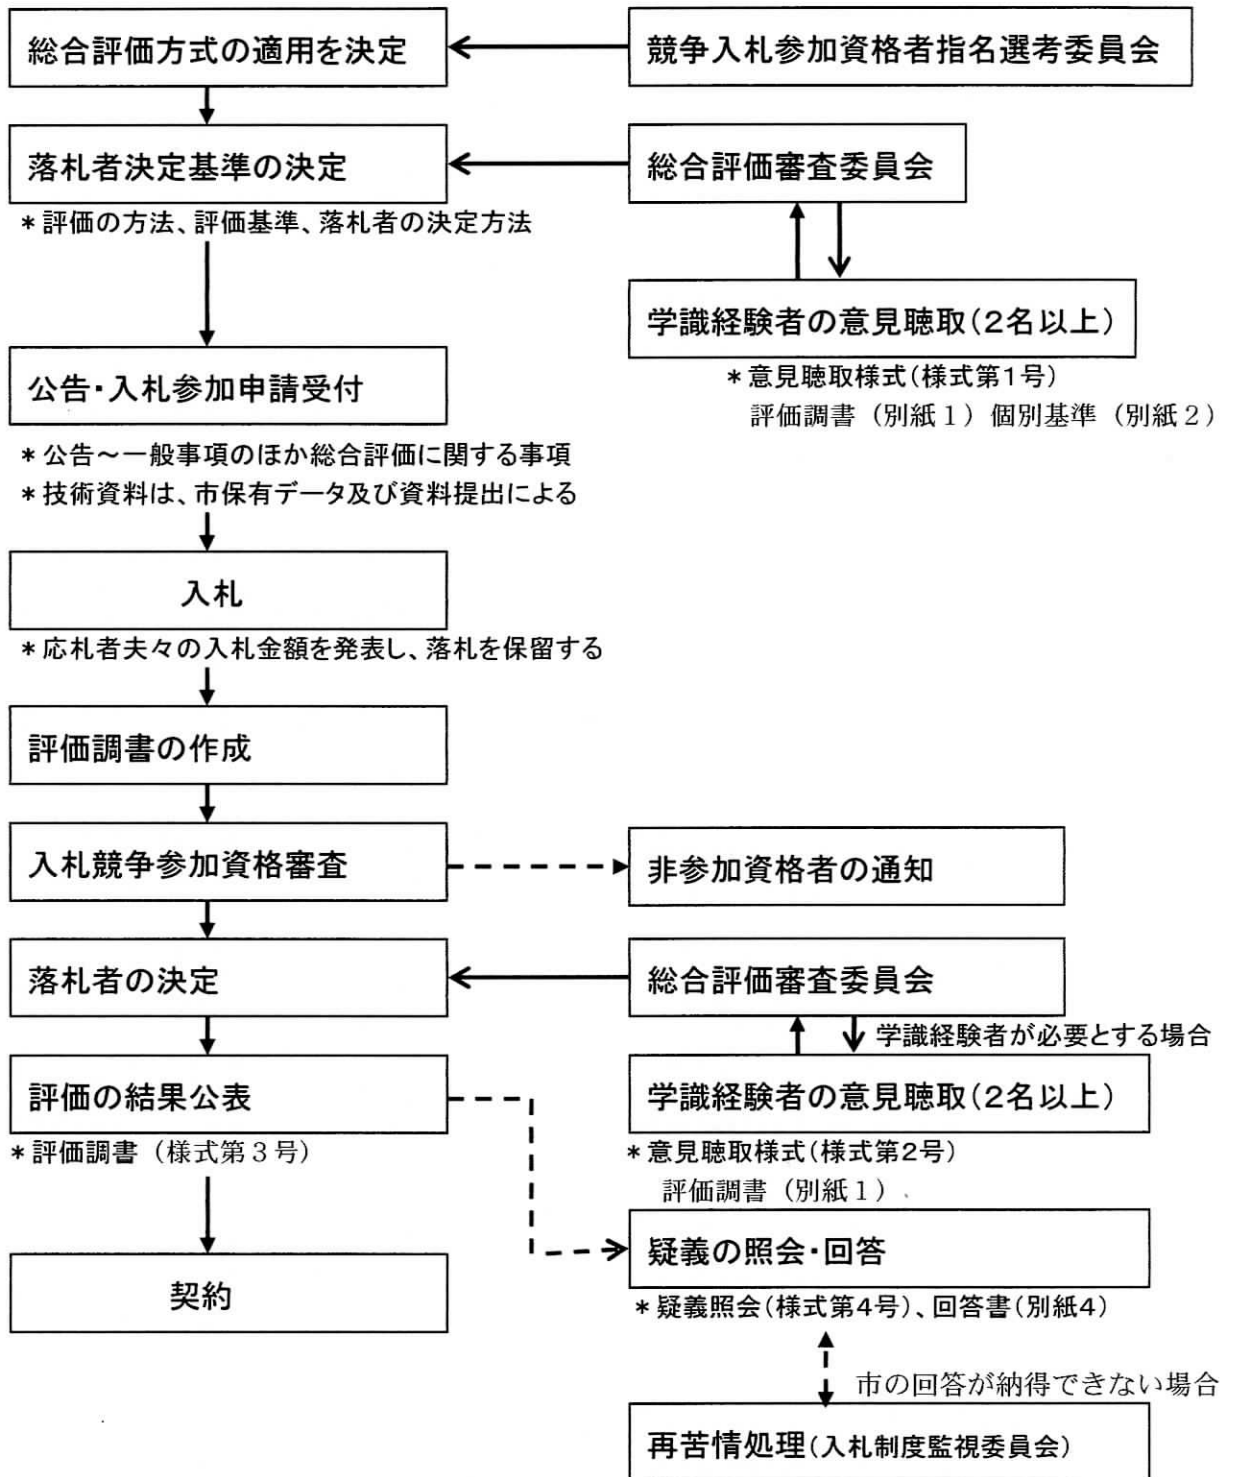 総合評価方式の適用を決定
競争入札参加資格者指名選考委員会
落札者決定基準の決定
総合評価審査委員会
＊評価の方法、評価基準、落札者の決定方法
学識経験者の意見聴取(2名以上)
＊意見聴取様式(様式第1号)
評価調書（別紙１）個別基準（別紙２）
公告・入札参加申請受付
＊公告～一般事項のほか総合評価に関する事項
＊技術資料は、市保有データ及び資料提出による
入札
＊応札者夫々の入札金額を発表し、落札を保留する
評価調書の作成
入札競争参加資格審査
非参加資格者の通知
落札者の決定
総合評価審査委員会
学識経験者が必要とする場合
評価の結果公表
学識経験者の意見聴取(2名以上)
＊評価調書（様式第３号）
＊意見聴取様式(様式第2号)
評価調書（別紙１）
疑義の照会・回答
＊疑義照会(様式第4号)、回答書(別紙4)
契約
市の回答が納得できない場合
再苦情処理(入札制度監視委員会)